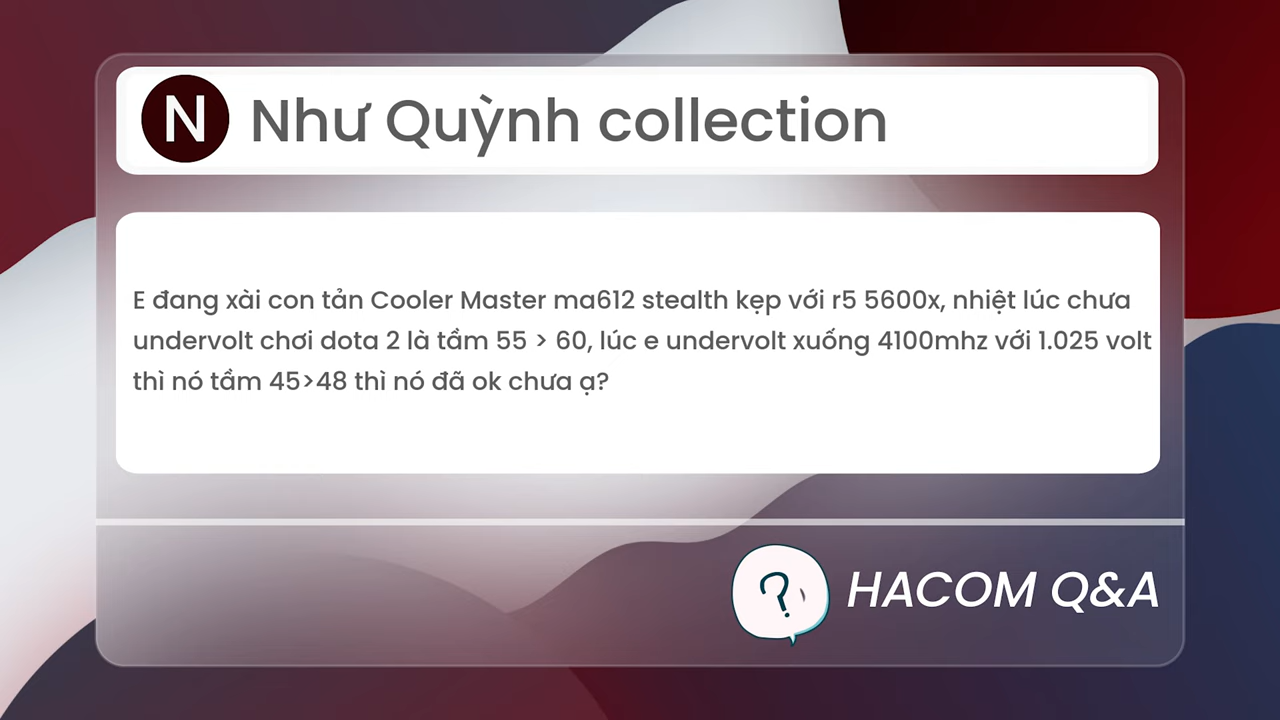 N Như Quỳnh collection
E đang xài con tản Cooler Master ma612 stealth kẹp với r5 5600x, nhiệt lúc chưa
undervolt chơi dota 2 là tầm 55 > 60, lúc e undervolt xuống 4100mhz với 1.025 volt
thì nó tầm 45>48 thì nó đã ok chưa ạ?
? HACOM Q&A